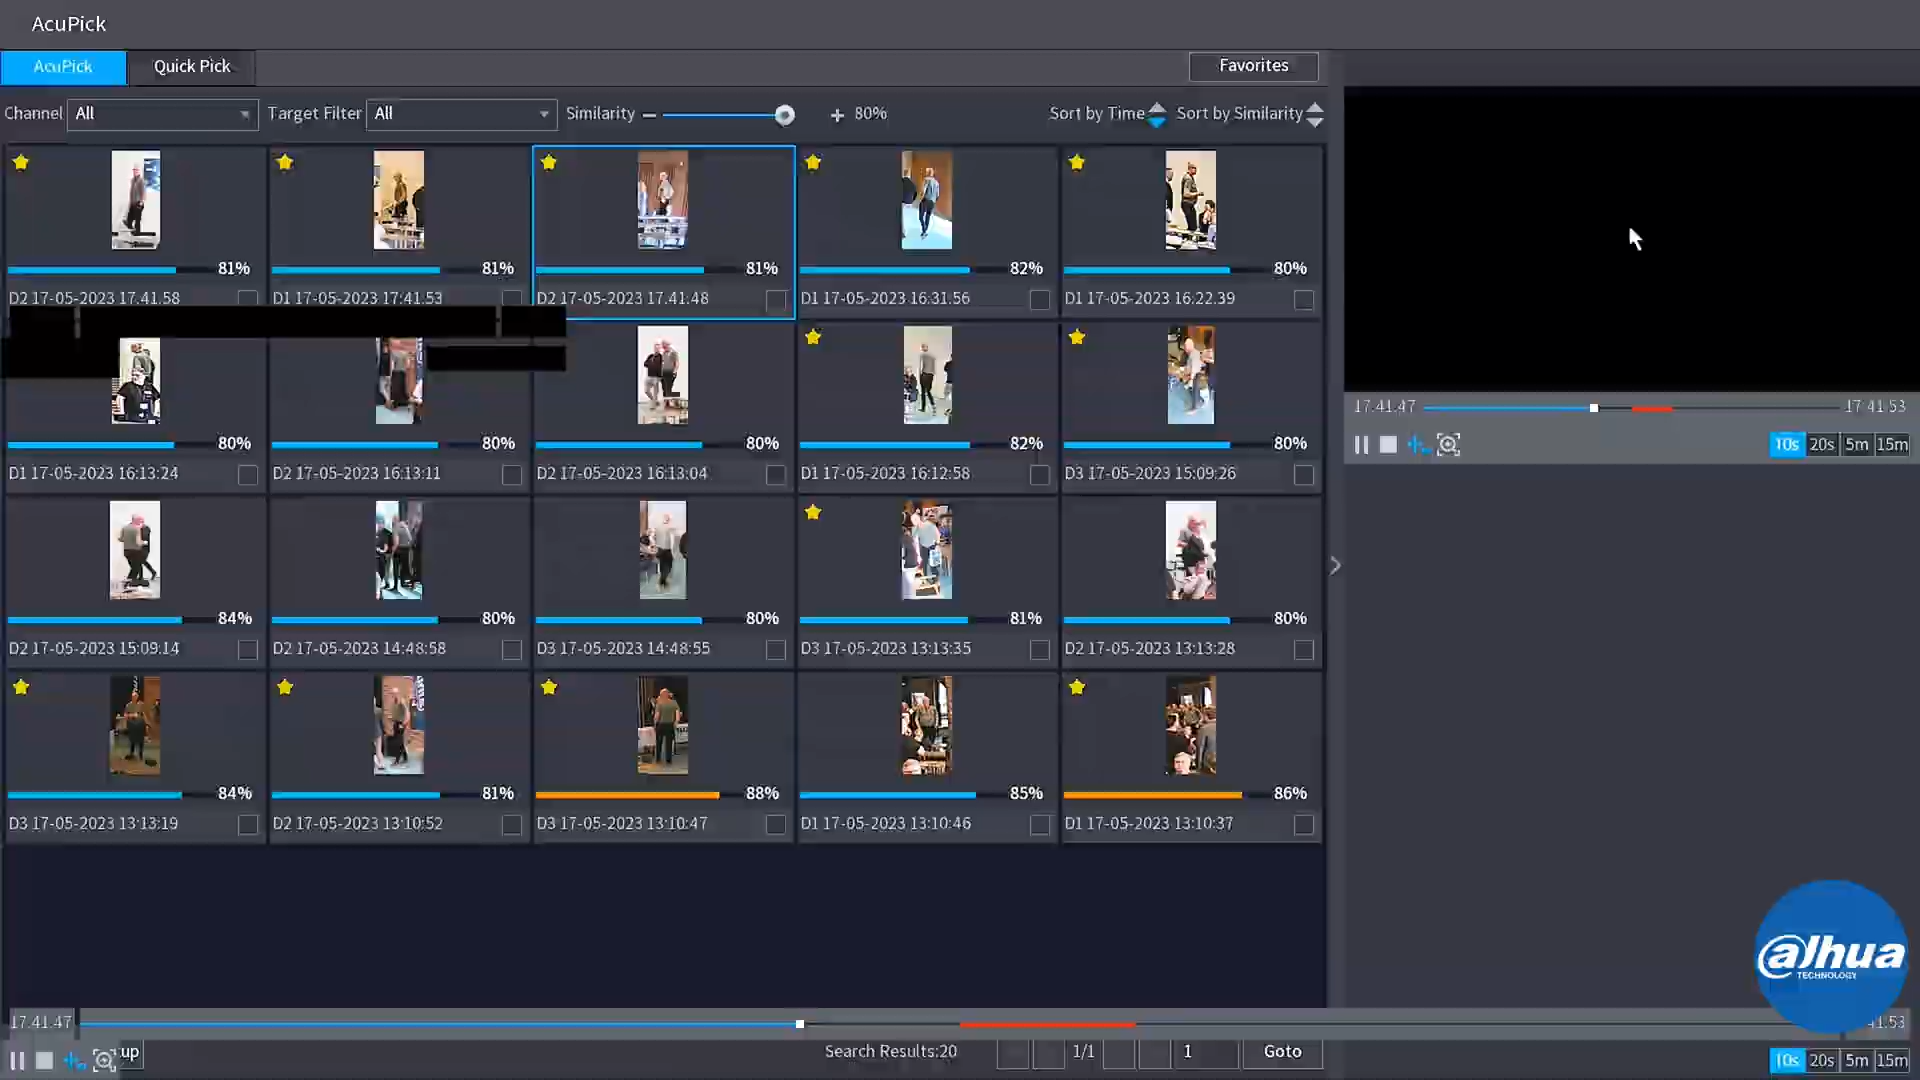 AcuPick
AcuPick Quick Pick Favorites
Channel All Target Filter All Similarity 80% Sort by Time Sort by Similarity
81% 81% 81% 82% 80%
D2 17-05-2023 17.41.58 D1 17-05-2023 17:41.53 D2 17-05-2023 17.41:48 D1 17-05-2023 16:31.56 D1 17-05-2023 16:22.39
17.41.47 17 41.53
10s 20s 5m 15m
80% 80% 80% 82% 80%
D1 17-05-2023 16:13:24 D2 17-05-2023 16:13:11 D2 17-05-2023 16:13:04 D1 17-05-2023 16:12:58 D3 17-05-2023 15:09:26
84% 80% 80% 81% 80%
D2 17-05-2023 15:09:14 D2 17-05-2023 14:48:58 D3 17-05-2023 14:48:55 D3 17-05-2023 13:13:35 D2 17-05-2023 13:13:28
84% 81% 88% 85% 86%
D3 17-05-2023 13:13:19 D2 17-05-2023 13:10:52 D3 17-05-2023 13:10:47 D1 17-05-2023 13:10:46 D1 17-05-2023 13:10:37
alhua
TECHNOLOGY
17.41.47 41.53
up Search Results:20 1/1 1 Goto
10s 20s 5m 15m